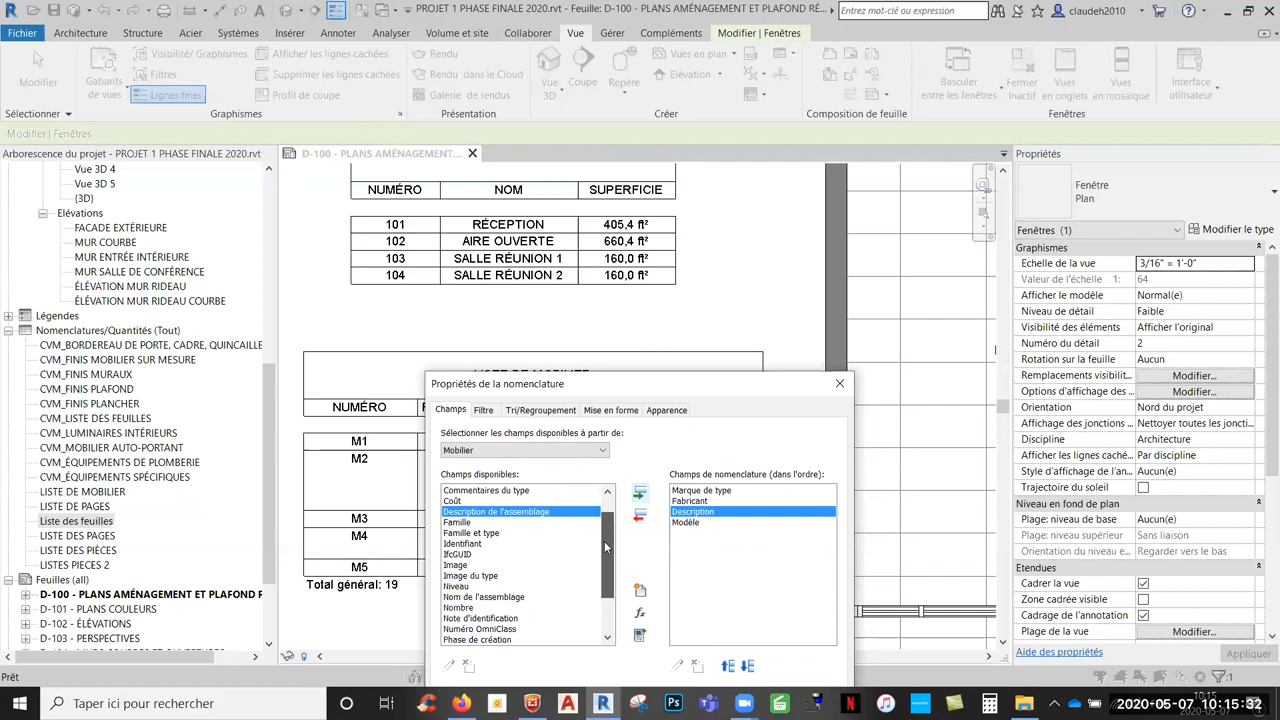 PROJET 1 PHASE FINALE 2020.rvt - Feuille: D-100 - PLANS AMÉNAGEMENT ET PLAFOND RÉ...
Entrez mot-clé ou expression
claudeh2010
Fichier Architecture Structure Acier Systèmes Insérer Annoter Analyser Volume et site Collaborer Vue Gérer Compléments Modifier | Fenêtres
Modifier
Gabarits de vues
Visibilité/ Graphismes
Filtres
Lignes fines
Afficher les lignes cachées
Supprimer les lignes cachées
Profil de coupe
Rendu
Rendu dans le Cloud
Galerie de rendus
Vue 3D
Coupe
Repère
Vues en plan
Élévation
Basculer entre les fenêtres
Fermer Inactif
Vues en onglets
Vues en mosaïque
Interface utilisateur
Sélectionner
Graphismes
Présentation
Créer
Composition de feuille
Fenêtres
Modifier | Fenêtres
Arborescence du projet - PROJET 1 PHASE FINALE 2020.rvt
Vue 3D 4
Vue 3D 5
{3D}
Elévations
FACADE EXTÉRIEURE
MUR COURBE
MUR ENTRÉE INTÉRIEURE
MUR SALLE DE CONFÉRENCE
ÉLÉVATION MUR RIDEAU
ÉLÉVATION MUR RIDEAU COURBE
Légendes
Nomenclatures/Quantités (Tout)
CVM_BORDEREAU DE PORTE, CADRE, QUINCAILLE
CVM_FINIS MOBILIER SUR MESURE
CVM_FINIS MURAUX
CVM_FINIS PLAFOND
CVM_FINIS PLANCHER
CVM_LISTE DES FEUILLES
CVM_LUMINAIRES INTÉRIEURS
CVM_MOBILIER AUTO-PORTANT
CVM_ÉQUIPEMENTS DE PLOMBERIE
CVM_ÉQUIPEMENTS SPÉCIFIQUES
LISTE DE MOBILIER
LISTE DE PAGES
Liste des feuilles
LISTE DES PAGES
LISTE DES PIÈCES
LISTES PIECES 2
Feuilles (all)
D-100 - PLANS AMÉNAGEMENT ET PLAFOND R
D-101 - PLANS COULEURS
D-102 - ÉLÉVATIONS
D-103 - PERSPECTIVES
Prêt
D-100 - PLANS AMÉNAGEMENT...
NUMÉRO NOM SUPERFICIE
101 RÉCEPTION 405,4 ft²
102 AIRE OUVERTE 660,4 ft²
103 SALLE RÉUNION 1 160,0 ft²
104 SALLE RÉUNION 2 160,0 ft²
NUMÉRO
M1
M2
M3
M4
M5
Total général: 19
Propriétés de la nomenclature
Champs Filtre Tri/Regroupement Mise en forme Apparence
Sélectionner les champs disponibles à partir de:
Mobilier
Champs disponibles:
Commentaires du type
Coût
Description de l'assemblage
Famille
Famille et type
Identifiant
IfcGUID
Image
Image du type
Niveau
Nom de l'assemblage
Nombre
Note d'identification
Numéro OmniClass
Phase de création
Champs de nomenclature (dans l'ordre):
Marque de type
Fabricant
Description
Modèle
Propriétés
Fenêtre
Plan
Fenêtres (1)
Modifier le type
Graphismes
Echelle de la vue 3/16" = 1'-0"
Valeur de l'échelle 1: 64
Afficher le modèle Normal(e)
Niveau de détail Faible
Visibilité des éléments Afficher l'original
Numéro du détail 2
Rotation sur la feuille Aucun
Remplacements visibilit... Modifier...
Options d'affichage des... Modifier...
Orientation Nord du projet
Affichage des jonctions... Nettoyer toutes les joncti...
Discipline Architecture
Afficher les lignes caché... Par discipline
Style d'affichage de l'an... Aucun(e)
Trajectoire du soleil
Niveau en fond de plan
Plage: niveau de base Aucun(e)
Plage: niveau supérieur Sans liaison
Orientation du niveau e... Regarder vers le bas
Etendues
Cadrer la vue
Zone cadrée visible
Cadrage de l'annotation
Plage de la vue Modifier...
Aide des propriétés
Appliquer
Taper ici pour rechercher
10:15
2020-05-07
2020-05-07 10:15:32